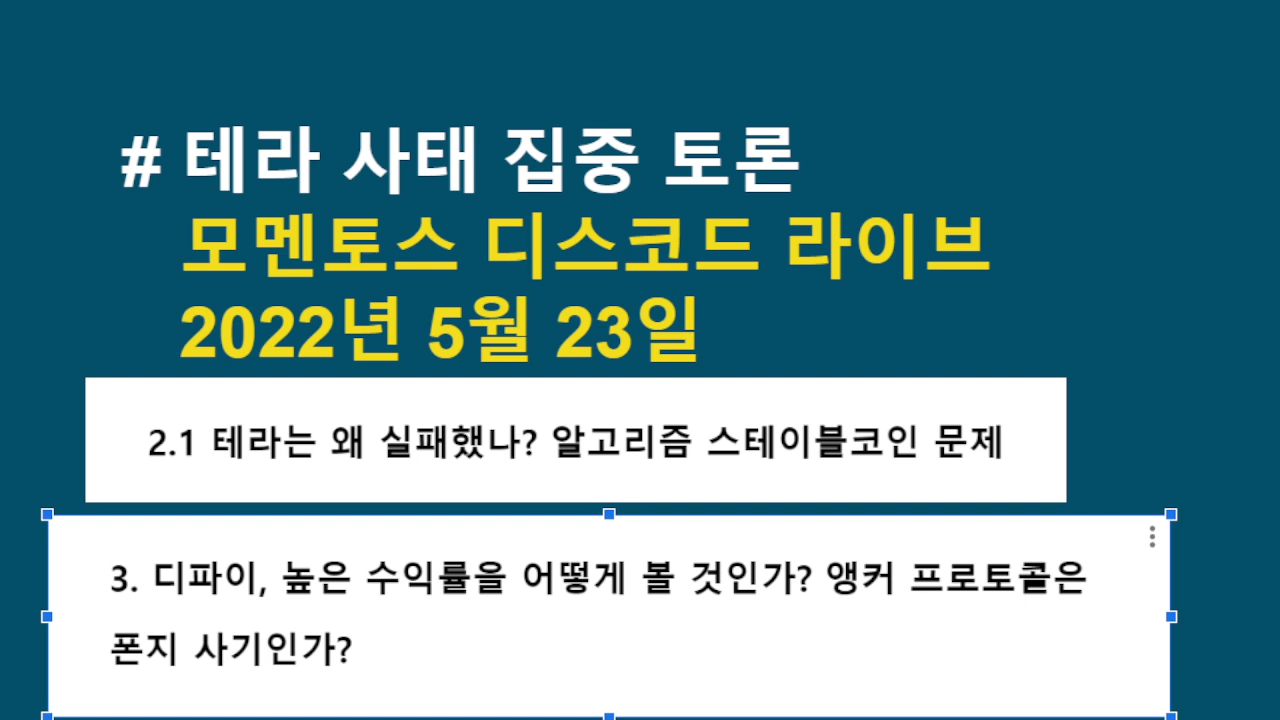 # 테라 사태 집중 토론
모멘토스 디스코드 라이브
2022년 5월 23일
2.1 테라는 왜 실패했나? 알고리즘 스테이블코인 문제
3. 디파이, 높은 수익률을 어떻게 볼 것인가? 앵커 프로토콜은
폰지 사기인가?